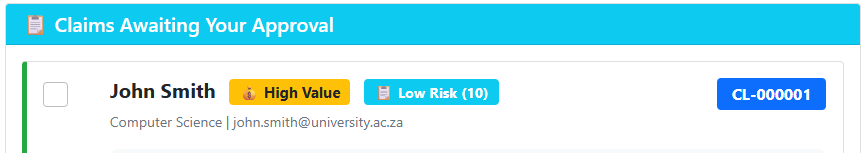 Claims Awaiting Your Approval
John Smith High Value Low Risk (10) CL-000001
Computer Science | john.smith@university.ac.za